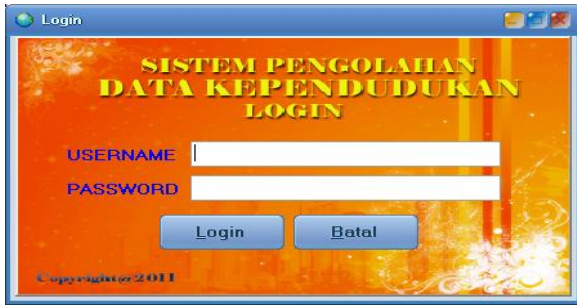 Login
SISTEM PENGOLAHAN
DATA KEPENDUDUKAN
LOGIN
USERNAME
PASSWORD
Login Batal
Copyright@2011